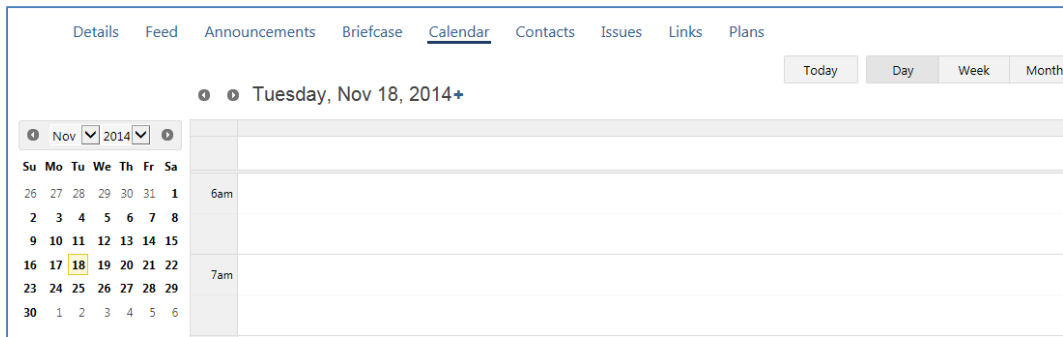 Details Feed Announcements Briefcase Calendar Contacts Issues Links Plans
Today Day Week Month
Tuesday, Nov 18, 2014+
Nov 2014
Su Mo Tu We Th Fr Sa
26 27 28 29 30 31 1
2 3 4 5 6 7 8
9 10 11 12 13 14 15
16 17 18 19 20 21 22
23 24 25 26 27 28 29
30 1 2 3 4 5 6
6am
7am